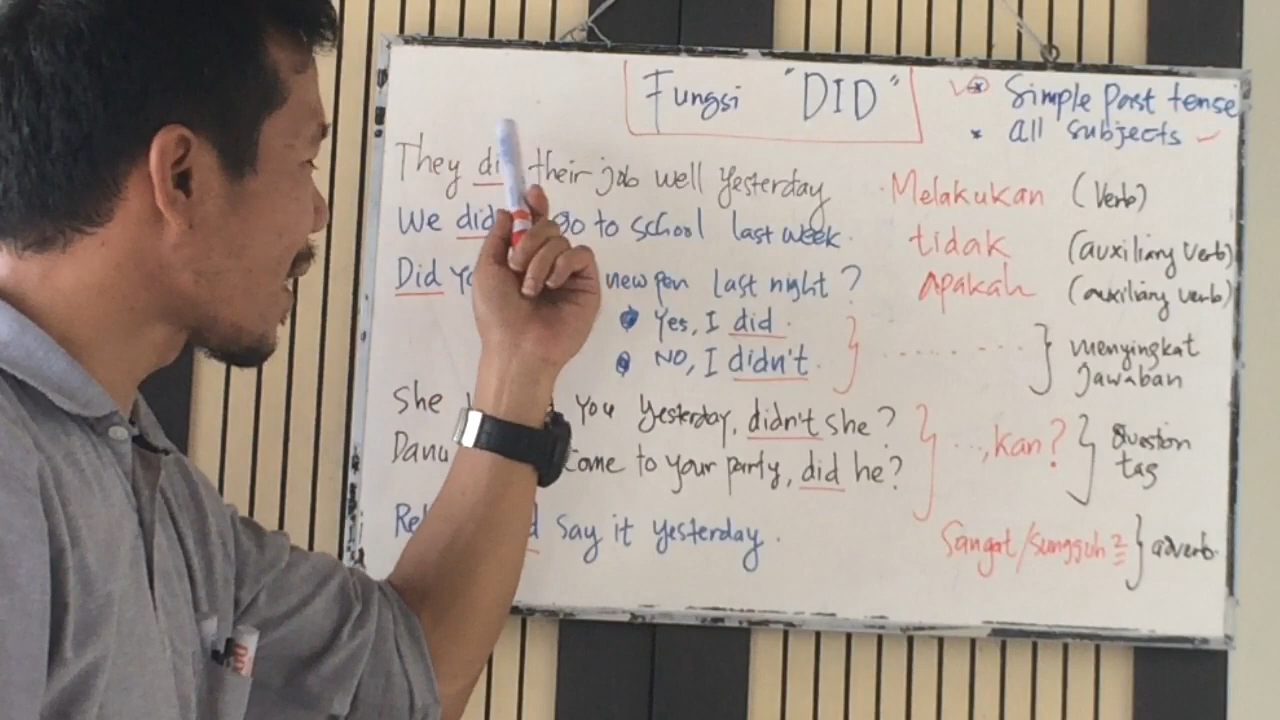 Fungsi "DID"
* Simple Past tense
* all subjects
They their job well yesterday
Melakukan (Verb)
We go to school last week.
tidak (auxiliary verb)
Did new pen last night?
apakah (auxiliary verb)
Yes, I did.
No, I didn't.
menyingkat
jawaban
She you yesterday, didn't she?
Danu come to your party, did he?
..., kan?
Question
tag
say it yesterday.
Sangat/sungguh2 adverb